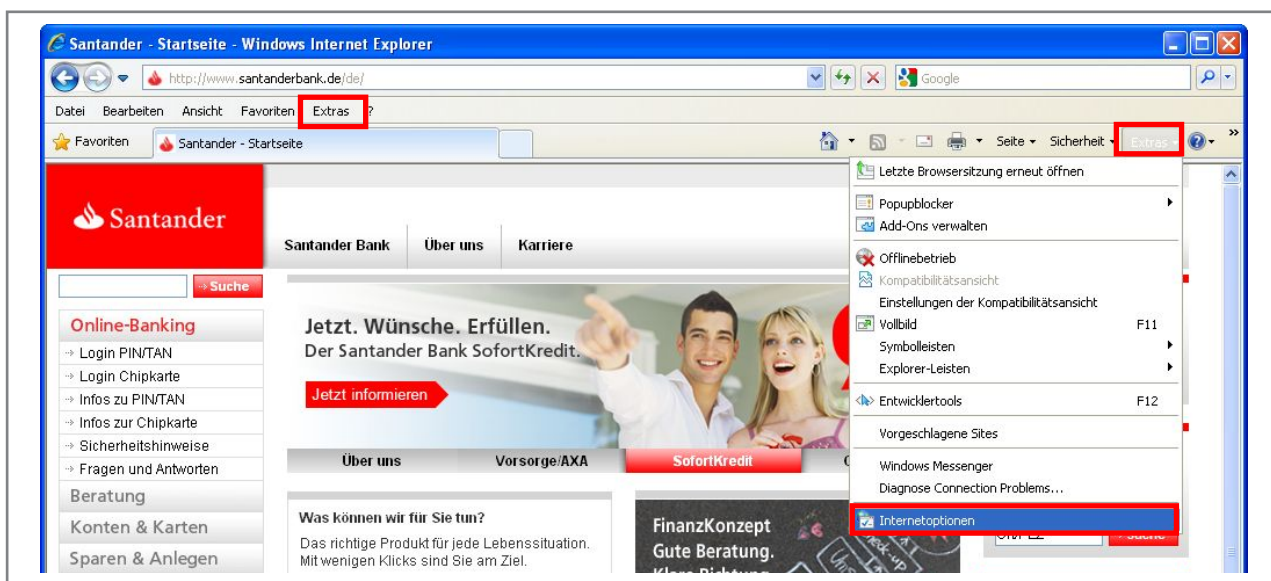 Santander - Startseite - Windows Internet Explorer
http://www.santanderbank.de/de/
Google
Datei Bearbeiten Ansicht Favoriten Extras ?
Favoriten
Santander - Startseite
Seite
Sicherheit
Extras
»
Santander
Santander Bank
Über uns
Karriere
Suche
Online-Banking
Login PIN/TAN
Login Chipkarte
Infos zu PIN/TAN
Infos zur Chipkarte
Sicherheitshinweise
Fragen und Antworten
Beratung
Konten & Karten
Sparen & Anlegen
Jetzt. Wünsche. Erfüllen.
Der Santander Bank SofortKredit.
Jetzt informieren
Über uns
Vorsorge/AXA
SofortKredit
Was können wir für Sie tun?
Das richtige Produkt für jede Lebenssituation.
Mit wenigen Klicks sind Sie am Ziel.
FinanzKonzept
Gute Beratung.
Klare Richtung.
Check-up
Letzte Browsersitzung erneut öffnen
Popupblocker
Add-Ons verwalten
Offlinebetrieb
Kompatibilitätsansicht
Einstellungen der Kompatibilitätsansicht
Vollbild F11
Symbolleisten
Explorer-Leisten
Entwicklertools F12
Vorgeschlagene Sites
Windows Messenger
Diagnose Connection Problems...
Internetoptionen